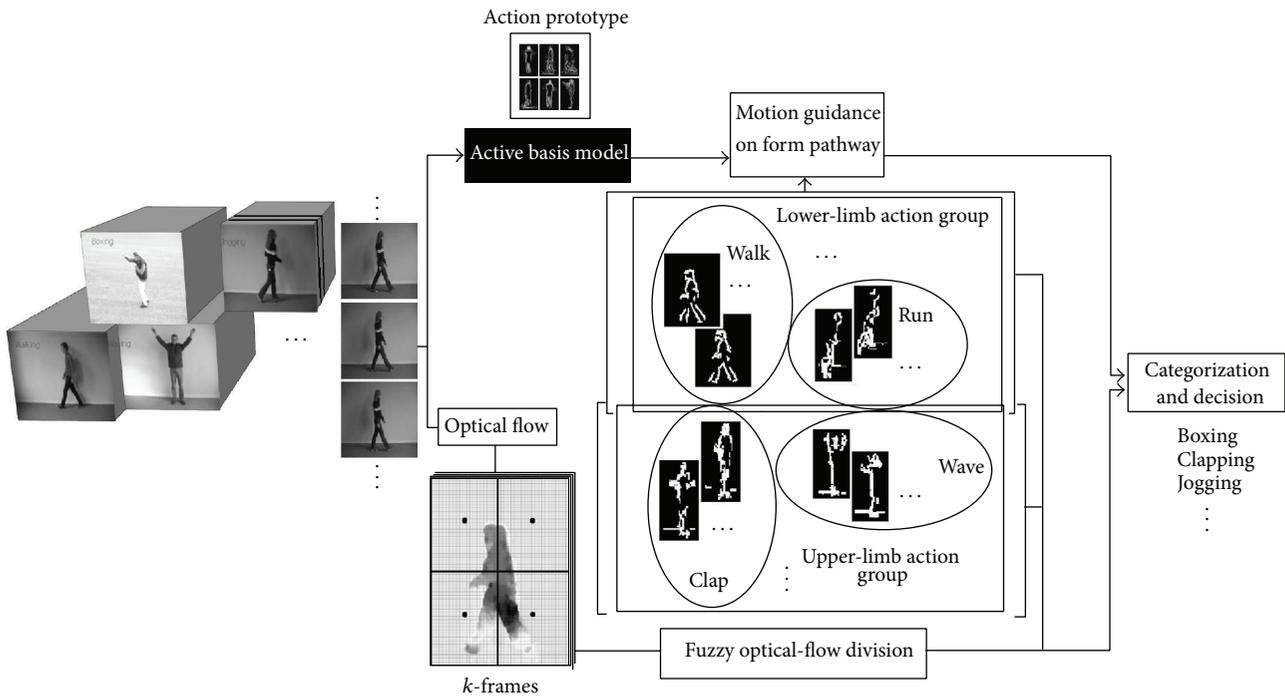 Action prototype
Active basis model
Motion guidance
on form pathway
Boxing
Jogging
Walking
Lower-limb action group
Walk
Run
Optical flow
Categorization
and decision
Boxing
Clapping
Jogging
Wave
Clap
Upper-limb action
group
Fuzzy optical-flow division
k-frames